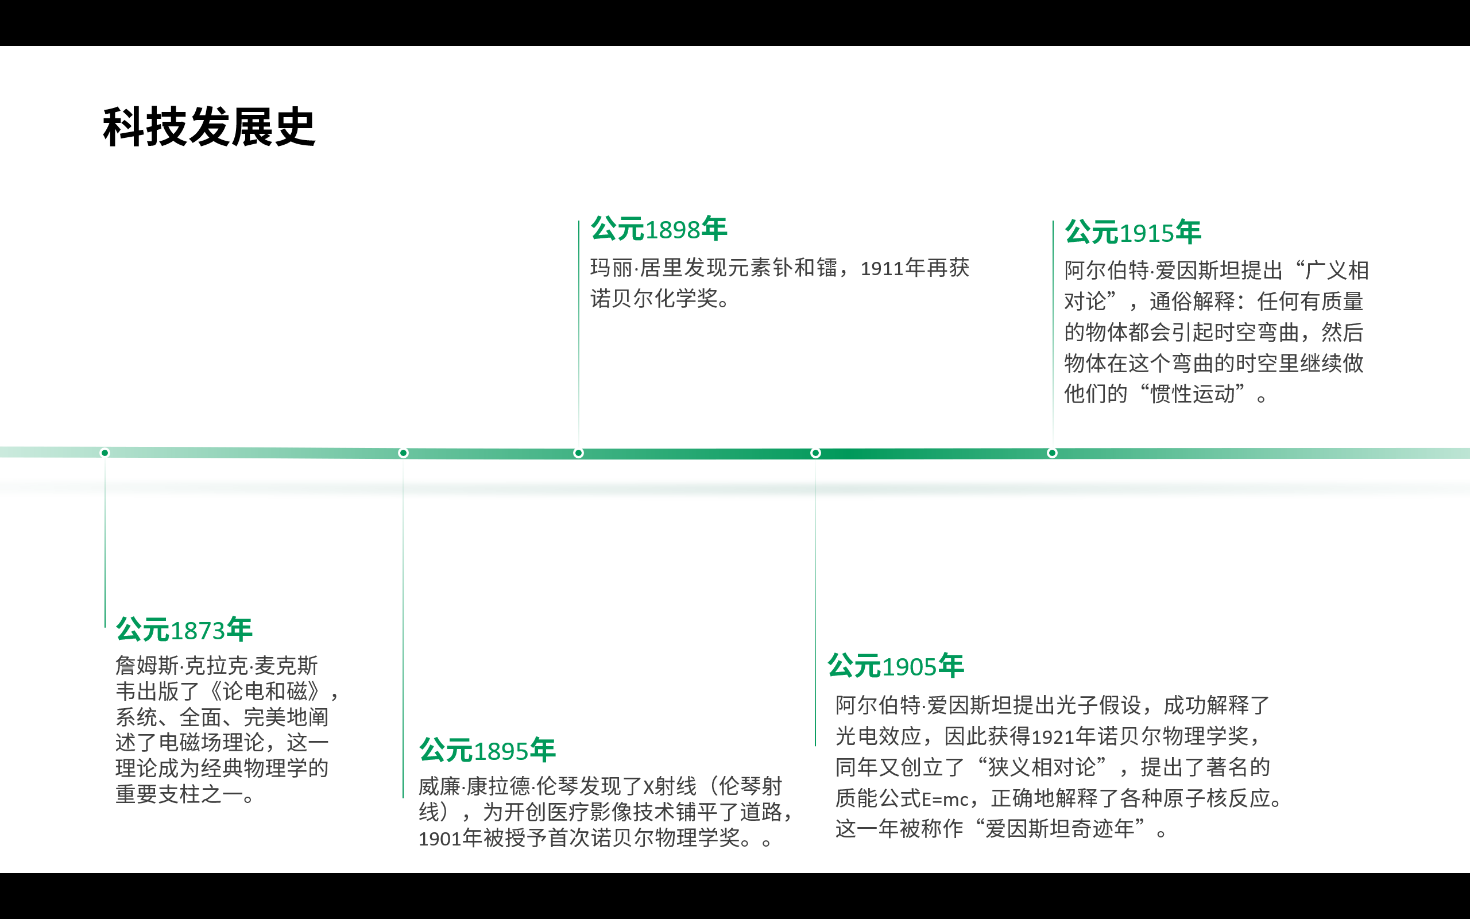 科技发展史
公元1898年
玛丽·居里发现元素钋和镭，1911年再获
诺贝尔化学奖。
公元1915年
阿尔伯特·爱因斯坦提出“广义相
对论”，通俗解释：任何有质量
的物体都会引起时空弯曲，然后
物体在这个弯曲的时空里继续做
他们的“惯性运动”。
公元1873年
詹姆斯·克拉克·麦克斯
韦出版了《论电和磁》，
系统、全面、完美地阐
述了电磁场理论，这一
理论成为经典物理学的
重要支柱之一。
公元1895年
威廉·康拉德·伦琴发现了X射线（伦琴射
线），为开创医疗影像技术铺平了道路，
1901年被授予首次诺贝尔物理学奖。。
公元1905年
阿尔伯特·爱因斯坦提出光子假设，成功解释了
光电效应，因此获得1921年诺贝尔物理学奖，
同年又创立了“狭义相对论”，提出了著名的
质能公式E=mc，正确地解释了各种原子核反应。
这一年被称作“爱因斯坦奇迹年”。